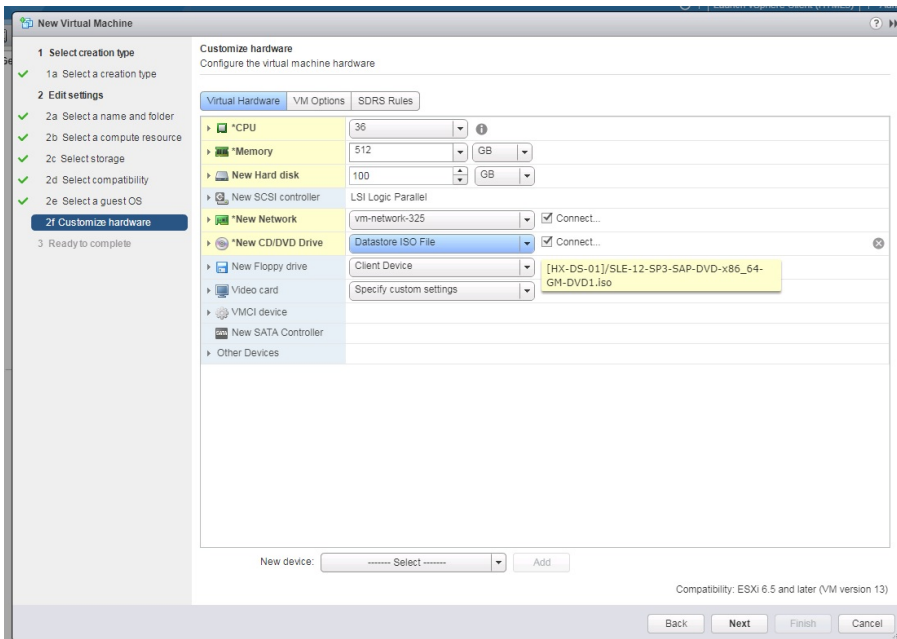 New Virtual Machine
1 Select creation type
1a Select a creation type
2 Edit settings
2a Select a name and folder
2b Select a compute resource
2c Select storage
2d Select compatibility
2e Select a guest OS
2f Customize hardware
3 Ready to complete
Customize hardware
Configure the virtual machine hardware
Virtual Hardware VM Options SDRS Rules
*CPU 36
*Memory 512 GB
New Hard disk 100 GB
New SCSI controller LSI Logic Parallel
*New Network vm-network-325 Connect...
*New CD/DVD Drive Datastore ISO File Connect...
New Floppy drive Client Device
[HX-DS-01]/SLE-12-SP3-SAP-DVD-x86_64-
GM-DVD1.iso
Video card Specify custom settings
VMCI device
New SATA Controller
Other Devices
New device: ------- Select ------- Add
Compatibility: ESXi 6.5 and later (VM version 13)
Back Next Finish Cancel